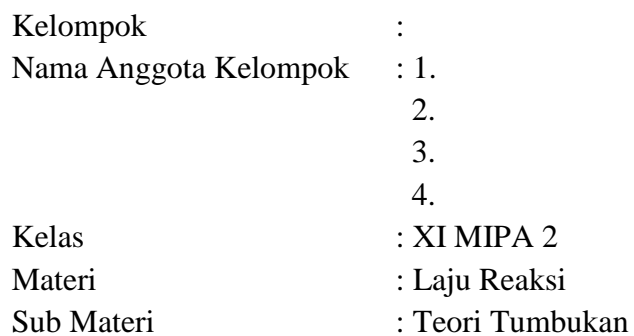 Kelompok :
Nama Anggota Kelompok : 1.
2.
3.
4.
Kelas : XI MIPA 2
Materi : Laju Reaksi
Sub Materi : Teori Tumbukan